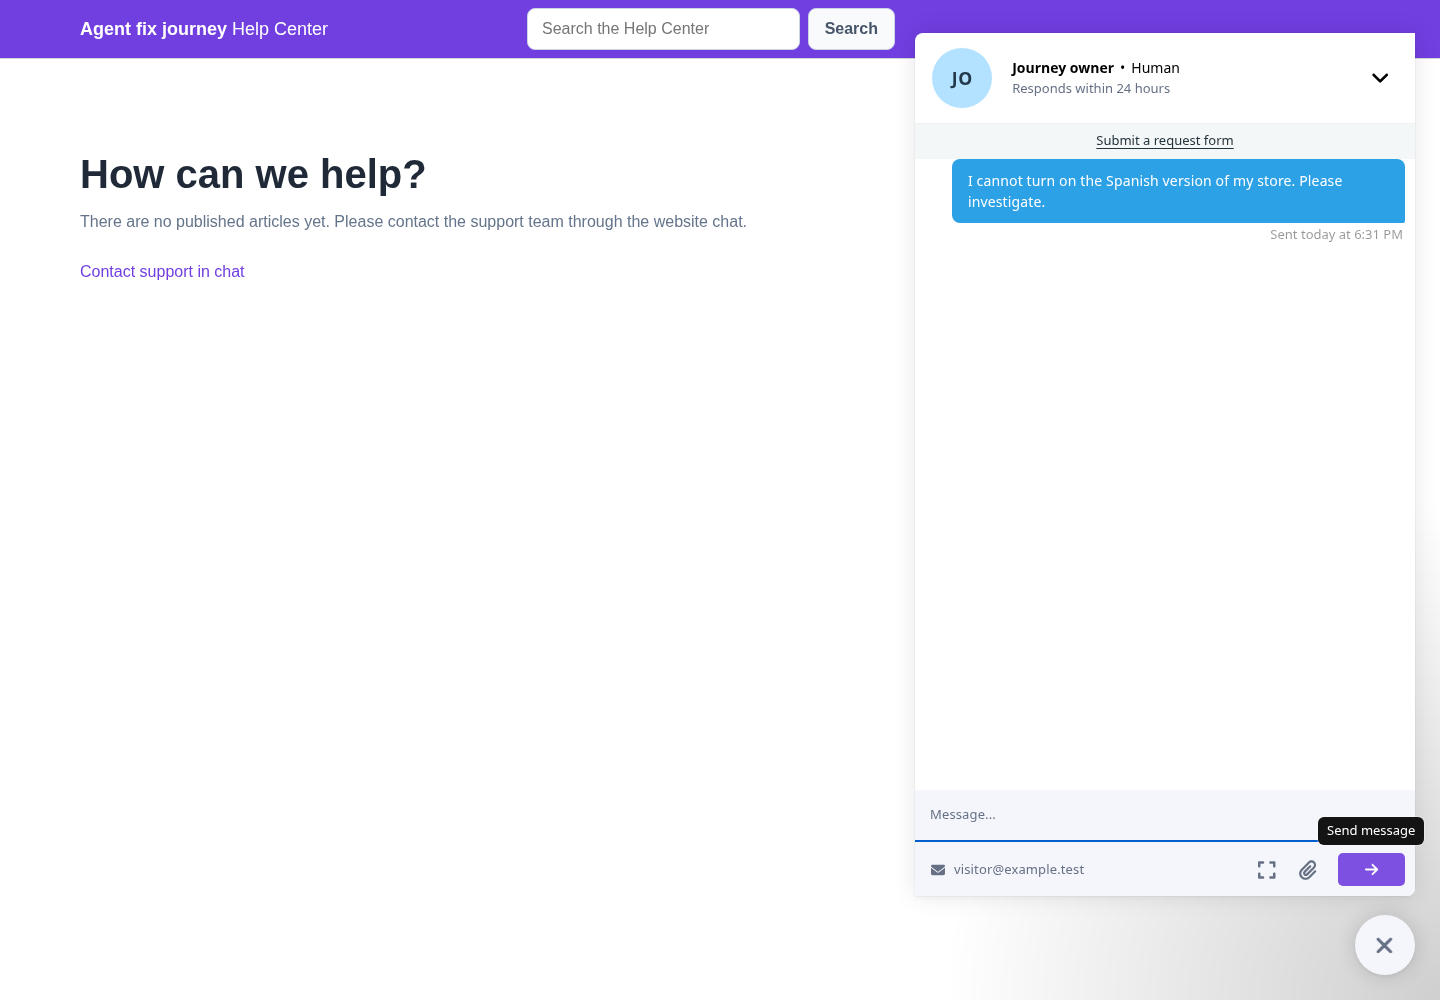 Agent fix journey Help Center
Search the Help Center
Search
JO
Journey owner • Human
Responds within 24 hours
Submit a request form
I cannot turn on the Spanish version of my store. Please
investigate.
Sent today at 6:31 PM
How can we help?
There are no published articles yet. Please contact the support team through the website chat.
Contact support in chat
Message...
Send message
visitor@example.test